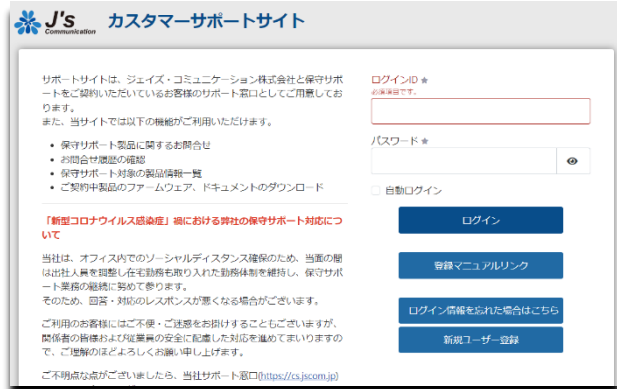 J's
Communication
カスタマーサポートサイト
サポートサイトは、ジェイズ・コミュニケーション株式会社と保守サポ
ートをご契約いただいているお客様のサポート窓口としてご用意してお
ります。
また、当サイトでは以下の機能がご利用いただけます。
• 保守サポート製品に関するお問合せ
• お問合せ履歴の確認
• 保守サポート対象の製品情報一覧
• ご契約中製品のファームウェア、ドキュメントのダウンロード
「新型コロナウイルス感染症」禍における弊社の保守サポート対応につ
いて
当社は、オフィス内でのソーシャルディスタンス確保のため、当面の間
は出社人員を調整し在宅勤務も取り入れた勤務体制を維持し、保守サポ
ート業務の継続に努めて参ります。
そのため、回答・対応のレスポンスが悪くなる場合がございます。
ご利用のお客様にはご不便・ご迷惑をお掛けすることもございますが、
関係者の皆様および従業員の安全に配慮した対応を進めてまいりますの
で、ご理解のほどよろしくお願い申し上げます。
ご不明点がございましたら、当社サポート窓口(https://cs.jscom.jp)
ログインID ★
必須項目です。
パスワード ★
自動ログイン
ログイン
登録マニュアルリンク
ログイン情報を忘れた場合はこちら
新規ユーザー登録